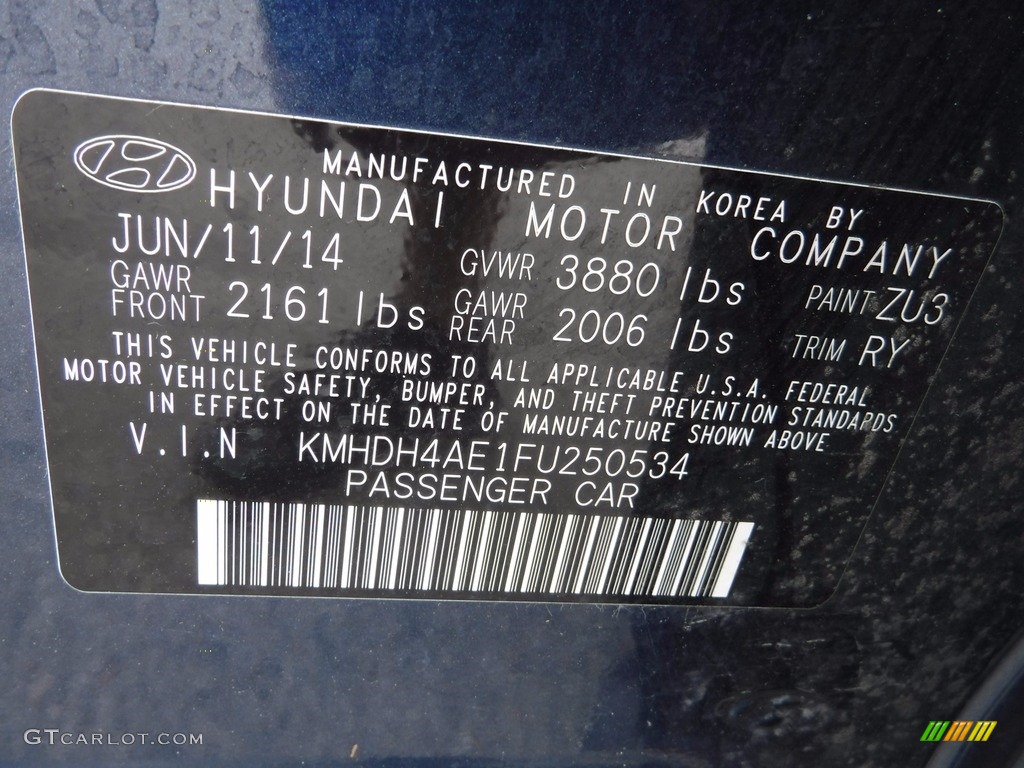 MANUFACTURED IN KOREA BY
HYUNDAI MOTOR COMPANY
JUN/11/14 GVWR 3880 lbs PAINT ZU3
GAWR FRONT 2161 lbs GAWR REAR 2006 lbs TRIM RY
THIS VEHICLE CONFORMS TO ALL APPLICABLE U.S.A. FEDERAL
MOTOR VEHICLE SAFETY, BUMPER, AND THEFT PREVENTION STANDARDS
IN EFFECT ON THE DATE OF MANUFACTURE SHOWN ABOVE
V.I.N KMHDH4AE1FU250534
PASSENGER CAR
GTCARLOT.COM